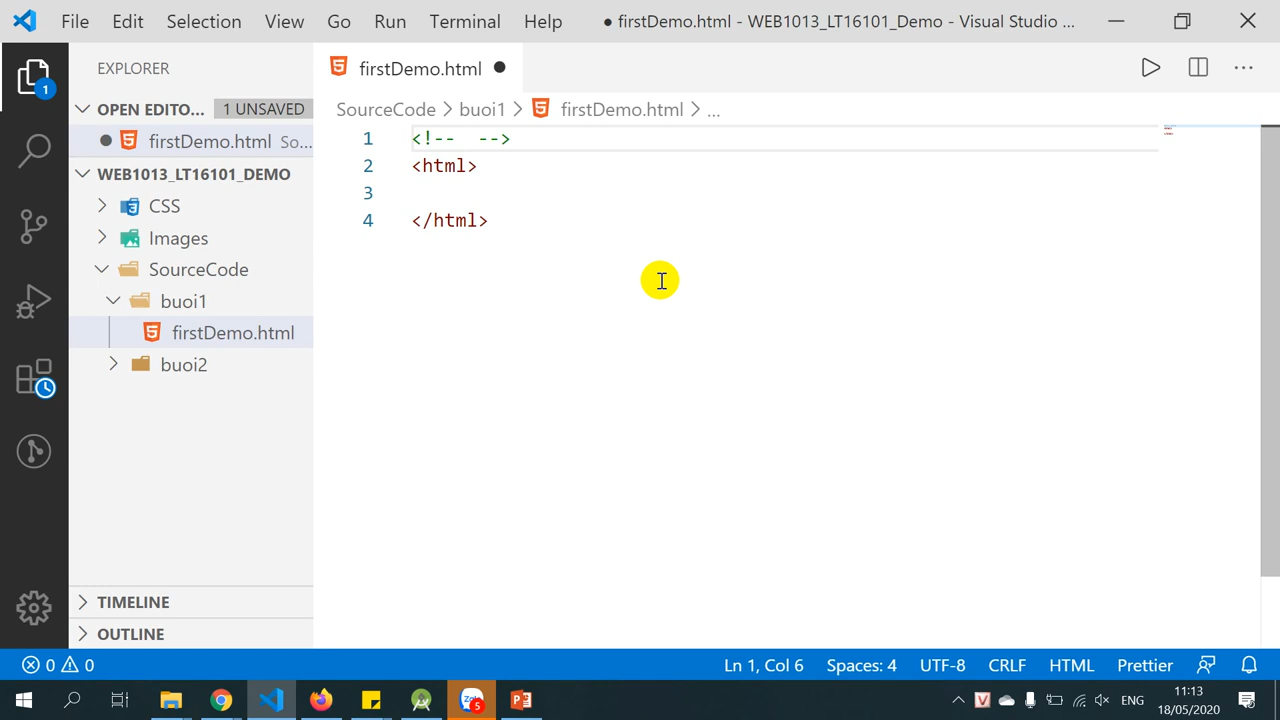 File Edit Selection View Go Run Terminal Help ● firstDemo.html - WEB1013_LT16101_Demo - Visual Studio ...
EXPLORER
firstDemo.html ●
1
OPEN EDITO... 1 UNSAVED
● firstDemo.html So...
WEB1013_LT16101_DEMO
CSS
Images
SourceCode
buoi1
firstDemo.html
buoi2
TIMELINE
OUTLINE
SourceCode > buoi1 > firstDemo.html > ...
1 <!--  -->
2 <html>
3
4 </html>
0 0 Ln 1, Col 6 Spaces: 4 UTF-8 CRLF HTML Prettier
5
ENG
11:13
18/05/2020